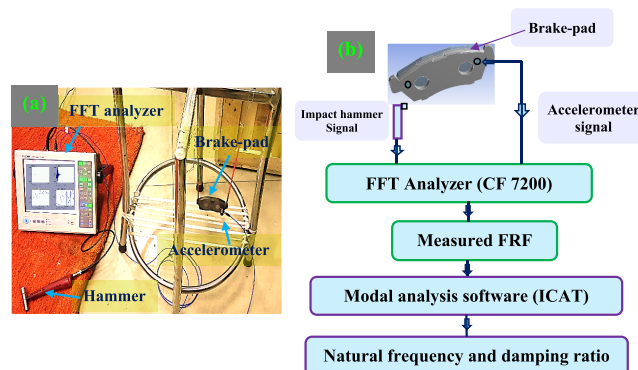 (a)
FFT analyzer
Brake-pad
Accelerometer
Hammer
(b)
Brake-pad
Impact hammer
Signal
Accelerometer
signal
FFT Analyzer (CF 7200)
Measured FRF
Modal analysis software (ICAT)
Natural frequency and damping ratio